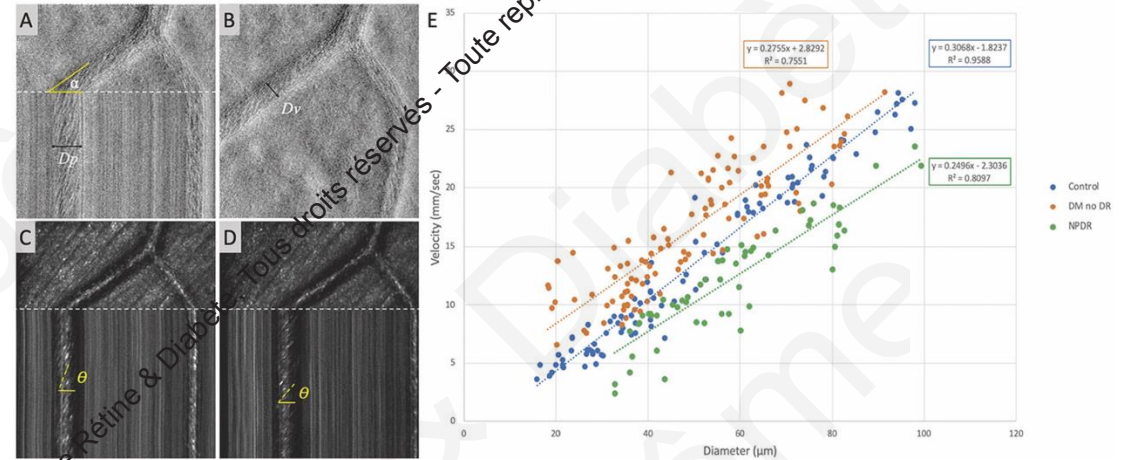 A
B
C
D
E
α
Dp
Dv
θ
θ
Rétine & Diabète - Tous droits réservés - Toute repr
Velocity (mm/sec)
35
25
20
15
10
5
0
0 20 40 60 80 100 120
Diameter (µm)
y = 0.2755x + 2.8292
R² = 0.7551
y = 0.3068x - 1.8237
R² = 0.9588
y = 0.2496x - 2.3036
R² = 0.8097
Control
DM no DR
NPDR
& Diabète